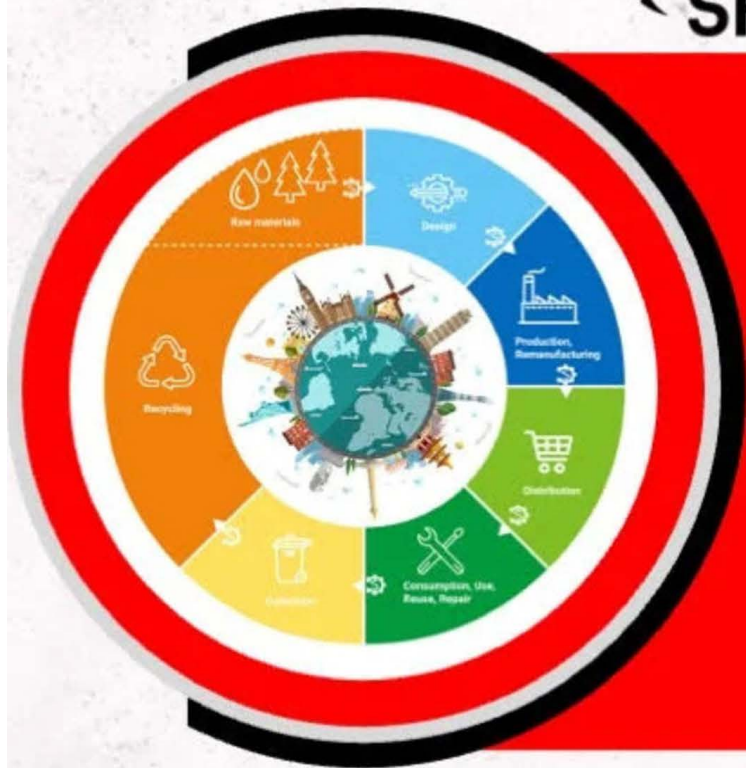 Raw materials
Design
Production,
Remanufacturing
Distribution
Consumption, Use,
Reuse, Repair
Recycling